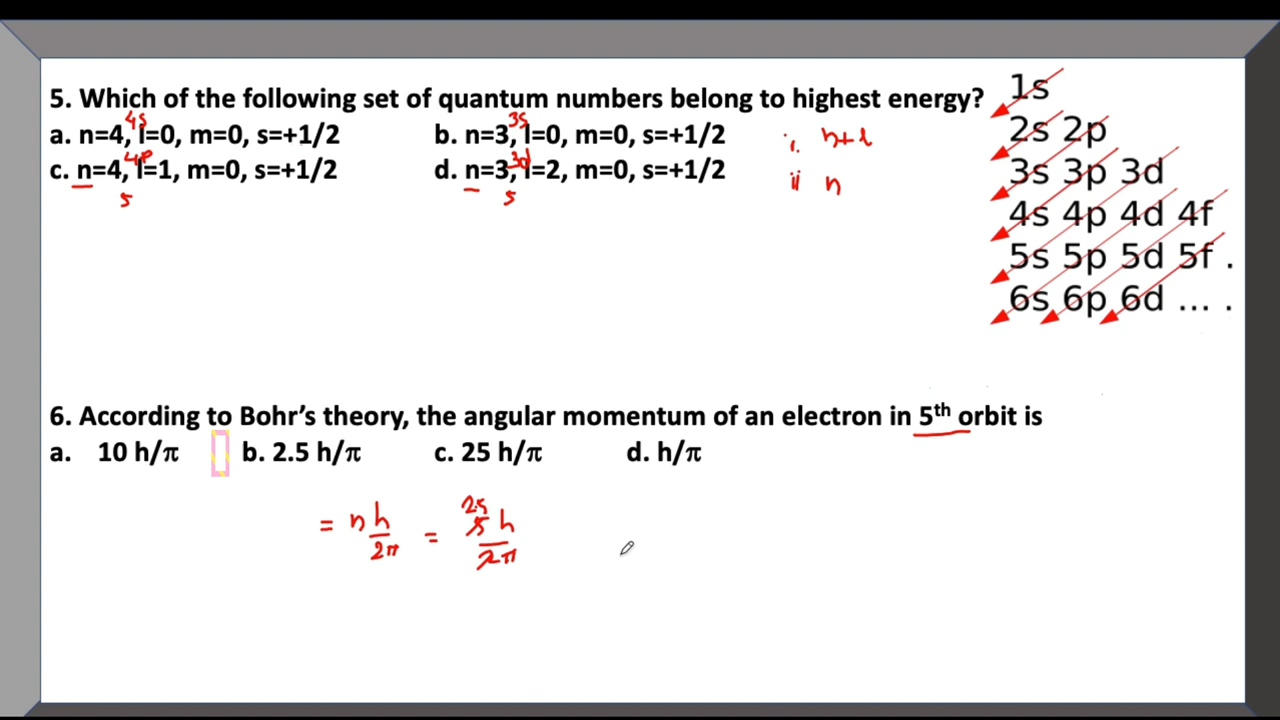 5. Which of the following set of quantum numbers belong to highest energy?
4s 3s
a. n=4, l=0, m=0, s=+1/2 b. n=3, l=0, m=0, s=+1/2 i. n+l
4p 3d
c. n=4, l=1, m=0, s=+1/2 d. n=3, l=2, m=0, s=+1/2 ii n
5 5
1s
2s 2p
3s 3p 3d
4s 4p 4d 4f
5s 5p 5d 5f .
6s 6p 6d ... .
6. According to Bohr’s theory, the angular momentum of an electron in 5th orbit is
a. 10 h/π b. 2.5 h/π c. 25 h/π d. h/π
25
= nh/2π = 5h/2π